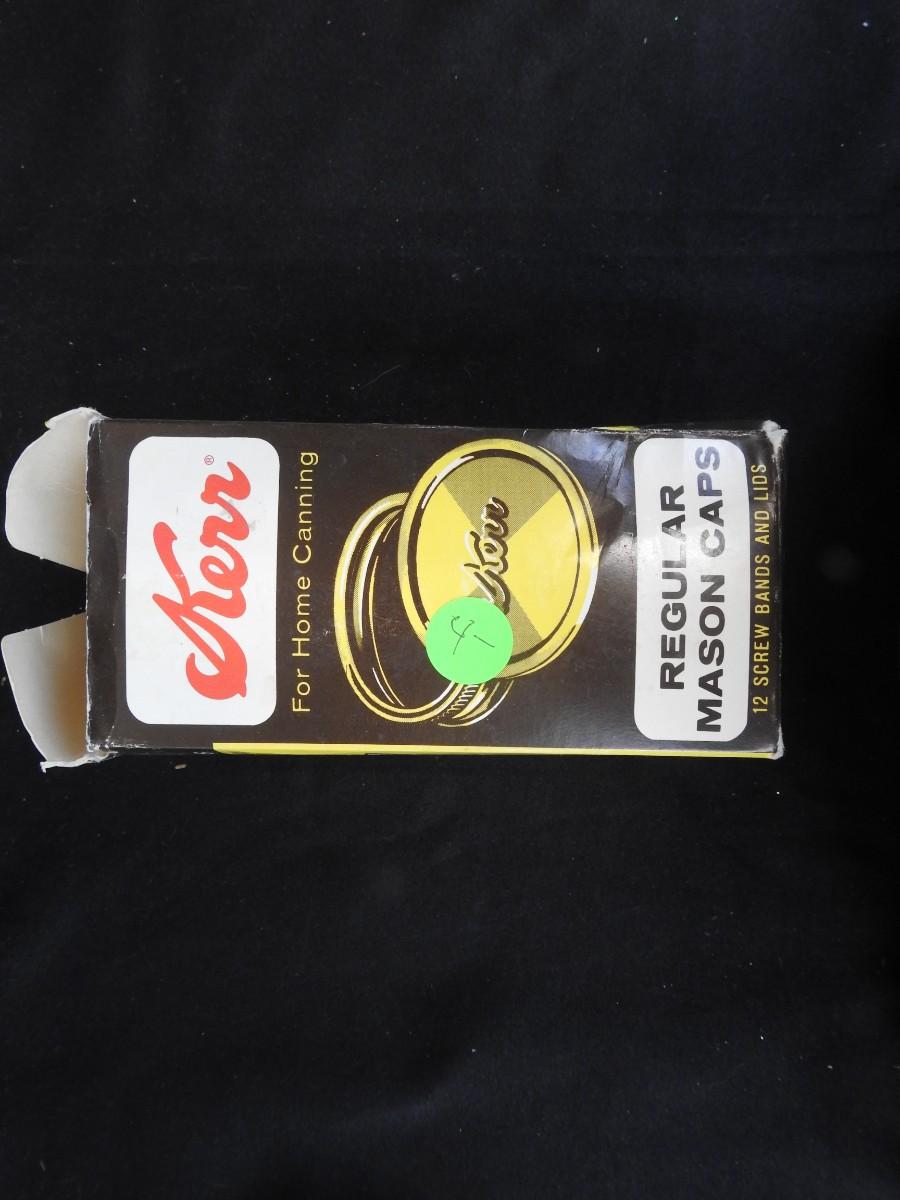 Kerr®
For Home Canning
Kerr
4-
REGULAR
MASON CAPS
12 SCREW BANDS AND LIDS